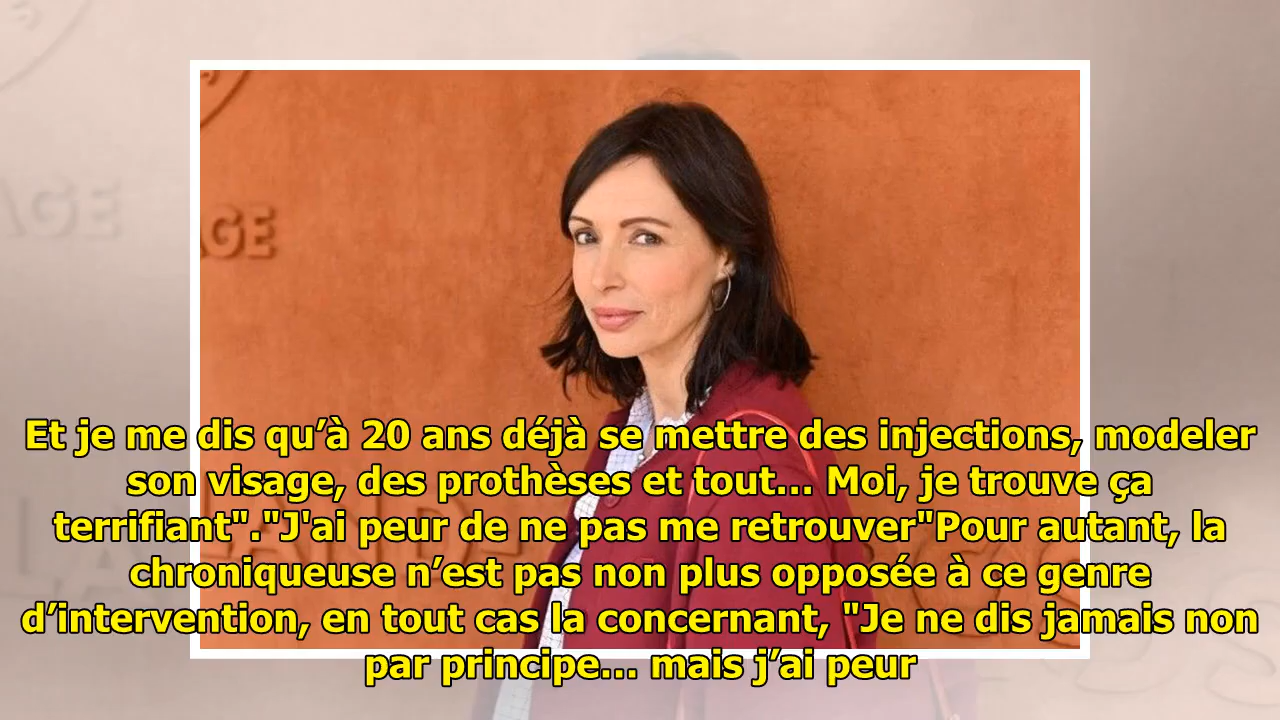 AGE
AGE
Et je me dis qu’à 20 ans déjà se mettre des injections, modeler
son visage, des prothèses et tout... Moi, je trouve ça
terrifiant"."J'ai peur de ne pas me retrouver"Pour autant, la
chroniqueuse n’est pas non plus opposée à ce genre
d’intervention, en tout cas la concernant, "Je ne dis jamais non
par principe... mais j’ai peur